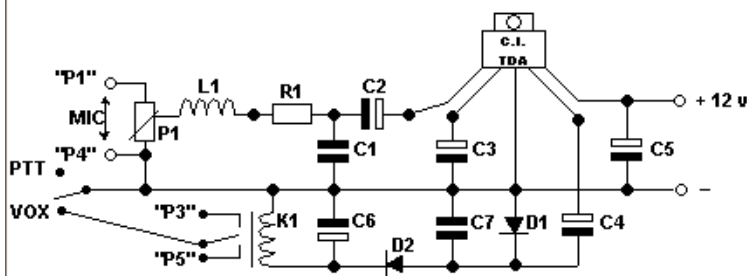 C.I.
TDA
"P1"
L1
R1
C2
+ 12 v
MIC
P1
"P4"
C1
C3
C5
PTT
–
VOX
"P3"
K1
C6
C7
D1
C4
"P5"
D2